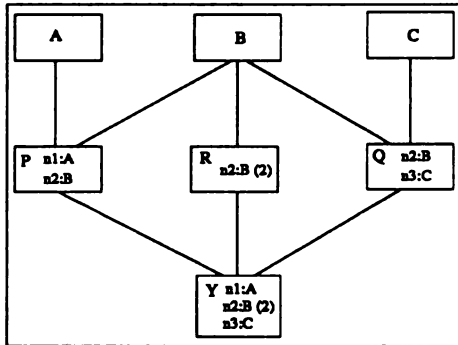 A
B
C
P n1:A
n2:B
R
n2:B (2)
Q n2:B
n3:C
Y n1:A
n2:B (2)
n3:C